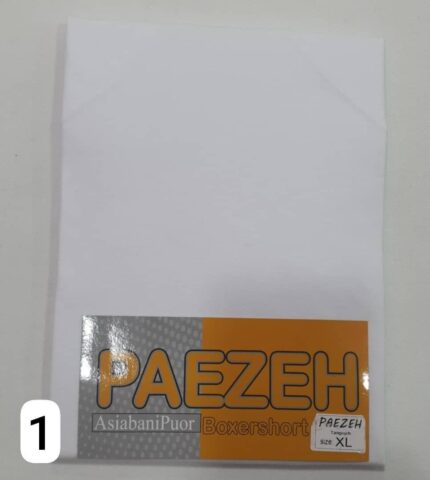 PAEZEH
AsiabaniPuor Boxershort
PAEZEH
size: XL
1